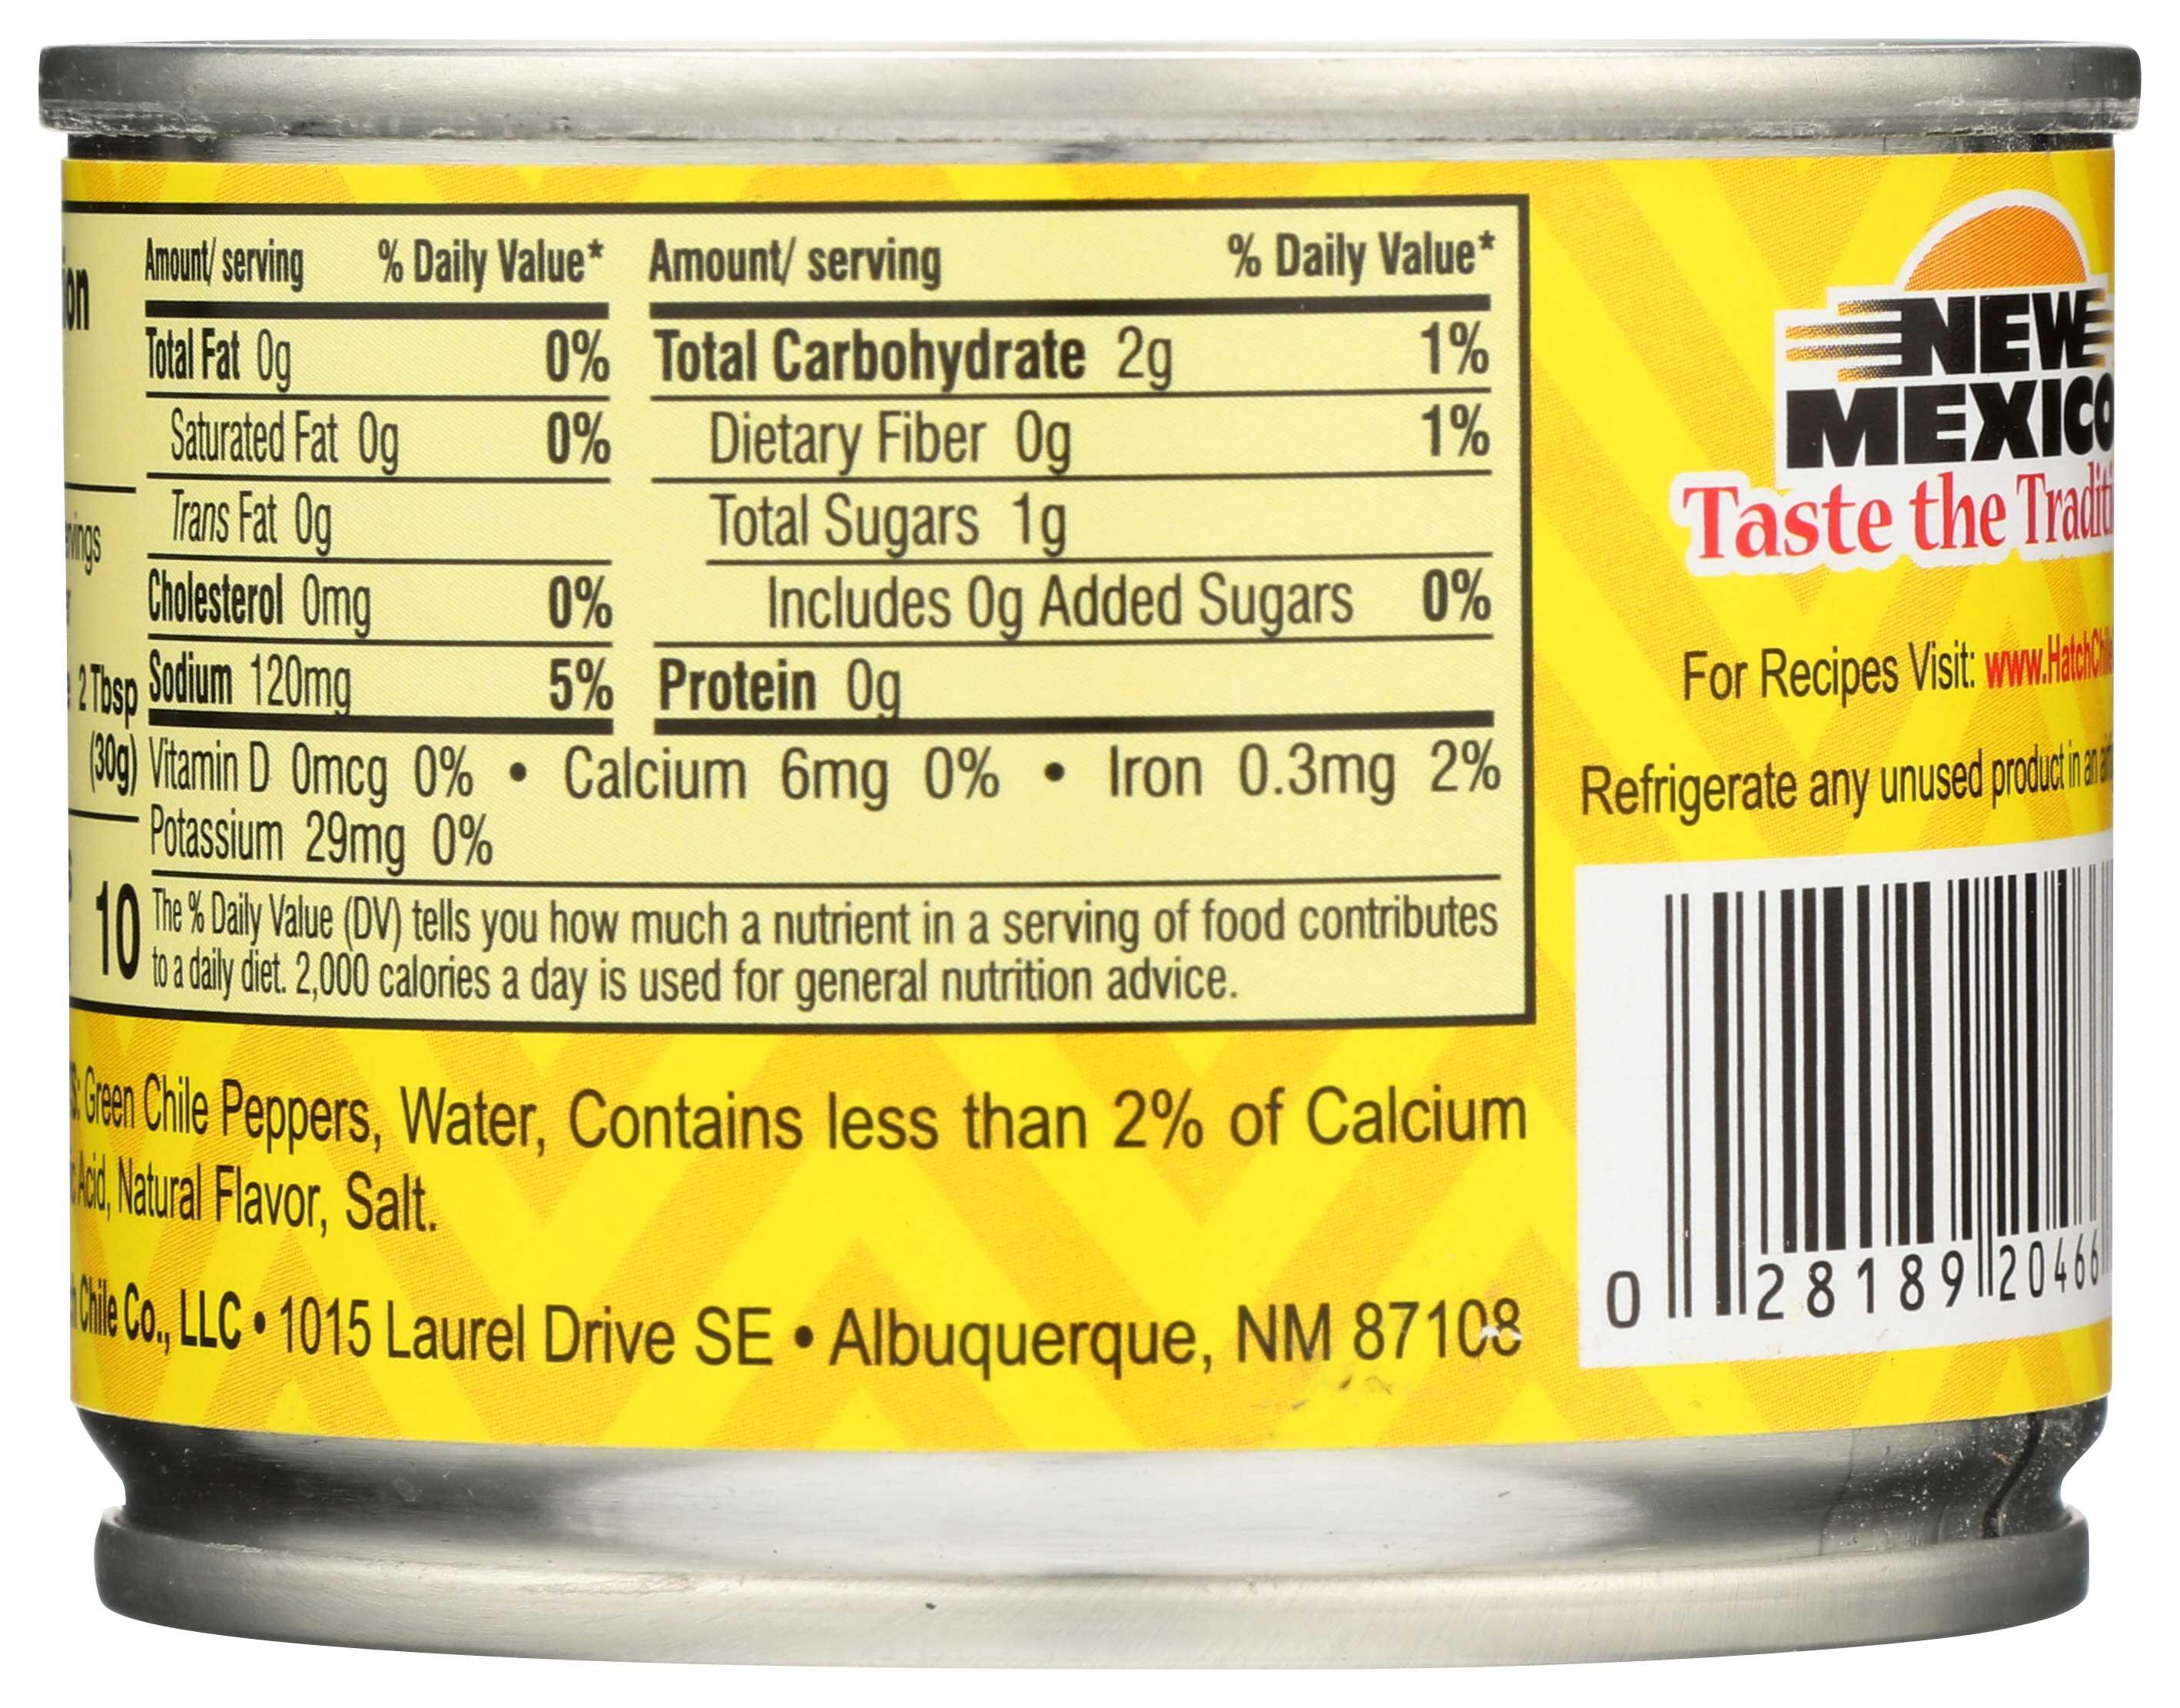 Amount/ serving % Daily Value*
Total Fat 0g 0%
Saturated Fat 0g 0%
Trans Fat 0g
Cholesterol 0mg 0%
Sodium 120mg 5%
Amount/ serving % Daily Value*
Total Carbohydrate 2g 1%
Dietary Fiber 0g 1%
Total Sugars 1g
Includes 0g Added Sugars 0%
Protein 0g
2 Tbsp
(30g)
10
Vitamin D 0mcg 0% • Calcium 6mg 0% • Iron 0.3mg 2%
Potassium 29mg 0%
The % Daily Value (DV) tells you how much a nutrient in a serving of food contributes
to a daily diet. 2,000 calories a day is used for general nutrition advice.
Green Chile Peppers, Water, Contains less than 2% of Calcium
Acid, Natural Flavor, Salt.
Chile Co., LLC • 1015 Laurel Drive SE • Albuquerque, NM 87108
NEW
MEXICO
Taste the
For Recipes Visit:
Refrigerate any unused product in an
0 28189 20466